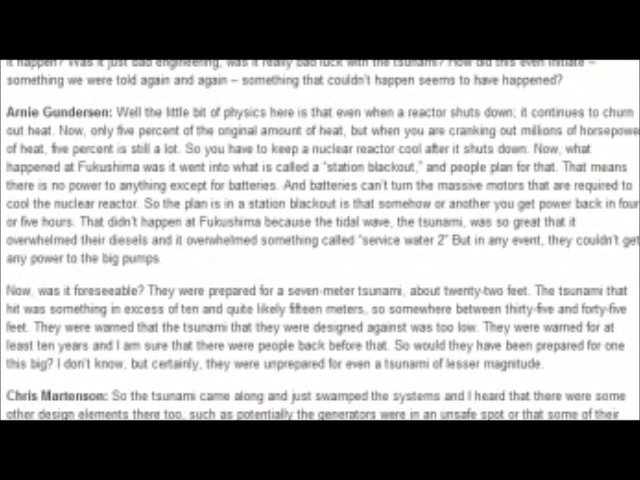 it happen? Was it just bad engineering, was it really bad luck with the tsunami? How did this even initiate –
something we were told again and again – something that couldn't happen seems to have happened?
Arnie Gundersen: Well the little bit of physics here is that even when a reactor shuts down; it continues to churn
out heat. Now, only five percent of the original amount of heat, but when you are cranking out millions of horsepower
of heat, five percent is still a lot. So you have to keep a nuclear reactor cool after it shuts down. Now, what
happened at Fukushima was it went into what is called a "station blackout," and people plan for that. That means
there is no power to anything except for batteries. And batteries can't turn the massive motors that are required to
cool the nuclear reactor. So the plan is in a station blackout is that somehow or another you get power back in four
or five hours. That didn't happen at Fukushima because the tidal wave, the tsunami, was so great that it
overwhelmed their diesels and it overwhelmed something called "service water 2" But in any event, they couldn't get
any power to the big pumps.
Now, was it foreseeable? They were prepared for a seven-meter tsunami, about twenty-two feet. The tsunami that
hit was something in excess of ten and quite likely fifteen meters, so somewhere between thirty-five and forty-five
feet. They were warned that the tsunami that they were designed against was too low. They were warned for at
least ten years and I am sure that there were people back before that. So would they have been prepared for one
this big? I don't know, but certainly, they were unprepared for even a tsunami of lesser magnitude.
Chris Martenson: So the tsunami came along and just swamped the systems and I heard that there were some
other design elements there too, such as potentially the generators were in an unsafe spot or that some of their